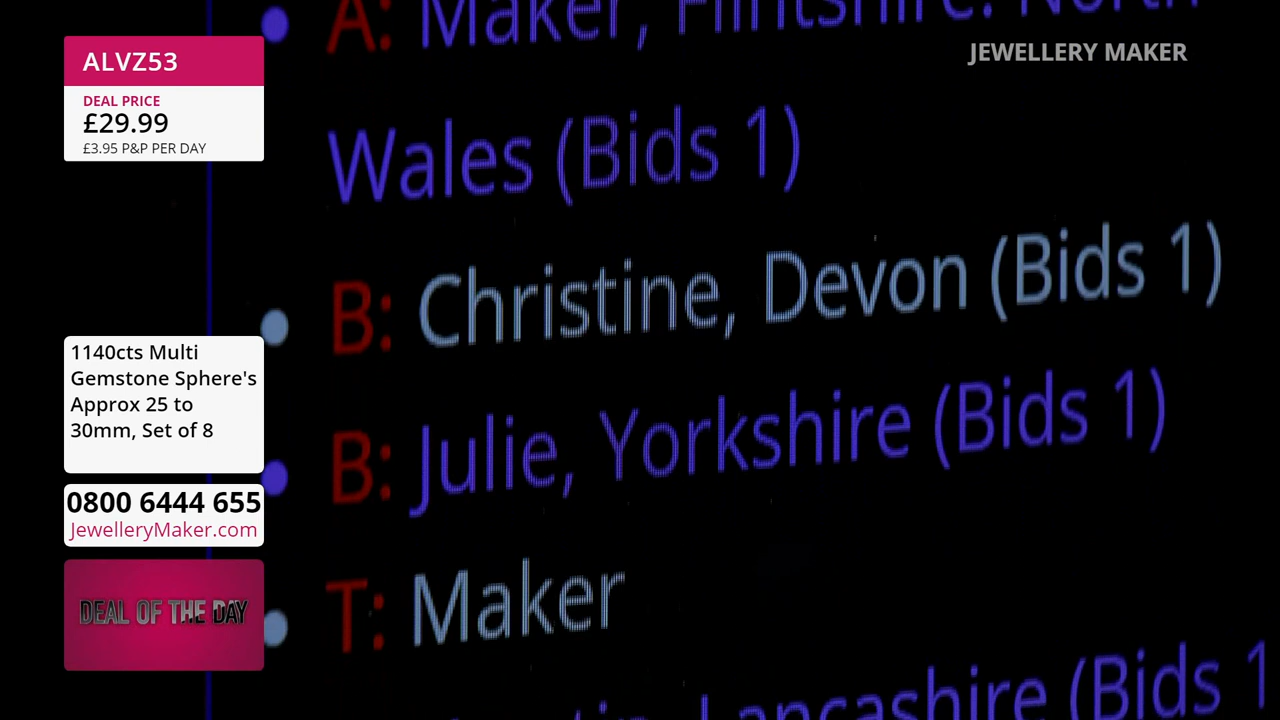 ALVZ53
DEAL PRICE
£29.99
£3.95 P&P PER DAY
1140cts Multi
Gemstone Sphere's
Approx 25 to
30mm, Set of 8
0800 6444 655
JewelleryMaker.com
DEAL OF THE DAY
JEWELLERY MAKER
A: Maker, Flintshire. North
Wales (Bids 1)
B: Christine, Devon (Bids 1)
B: Julie, Yorkshire (Bids 1)
T: Maker
Lancashire (Bids 1